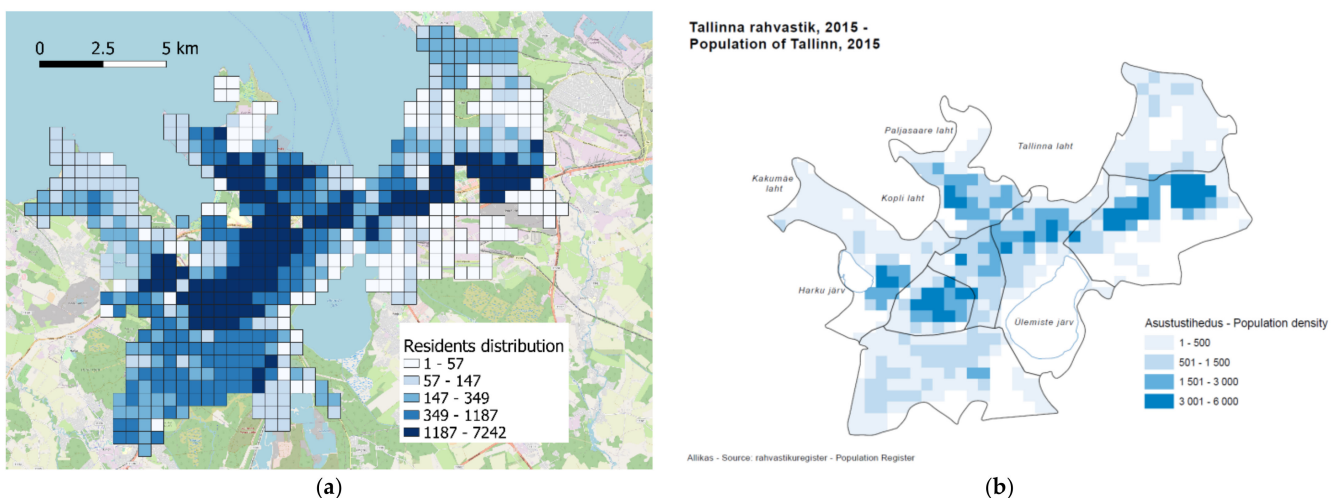 0 2.5 5 km
Residents distribution
1 - 57
57 - 147
147 - 349
349 - 1187
1187 - 7242
(a)
Tallinna rahvastik, 2015 -
Population of Tallinn, 2015
Paljasaare laht
Tallinna laht
Kakumäe
laht
Kopli laht
Harku järv
Ülemiste järv
Asustustihedus - Population density
1 - 500
501 - 1 500
1 501 - 3 000
3 001 - 6 000
Allikas - Source: rahvastikuregister - Population Register
(b)